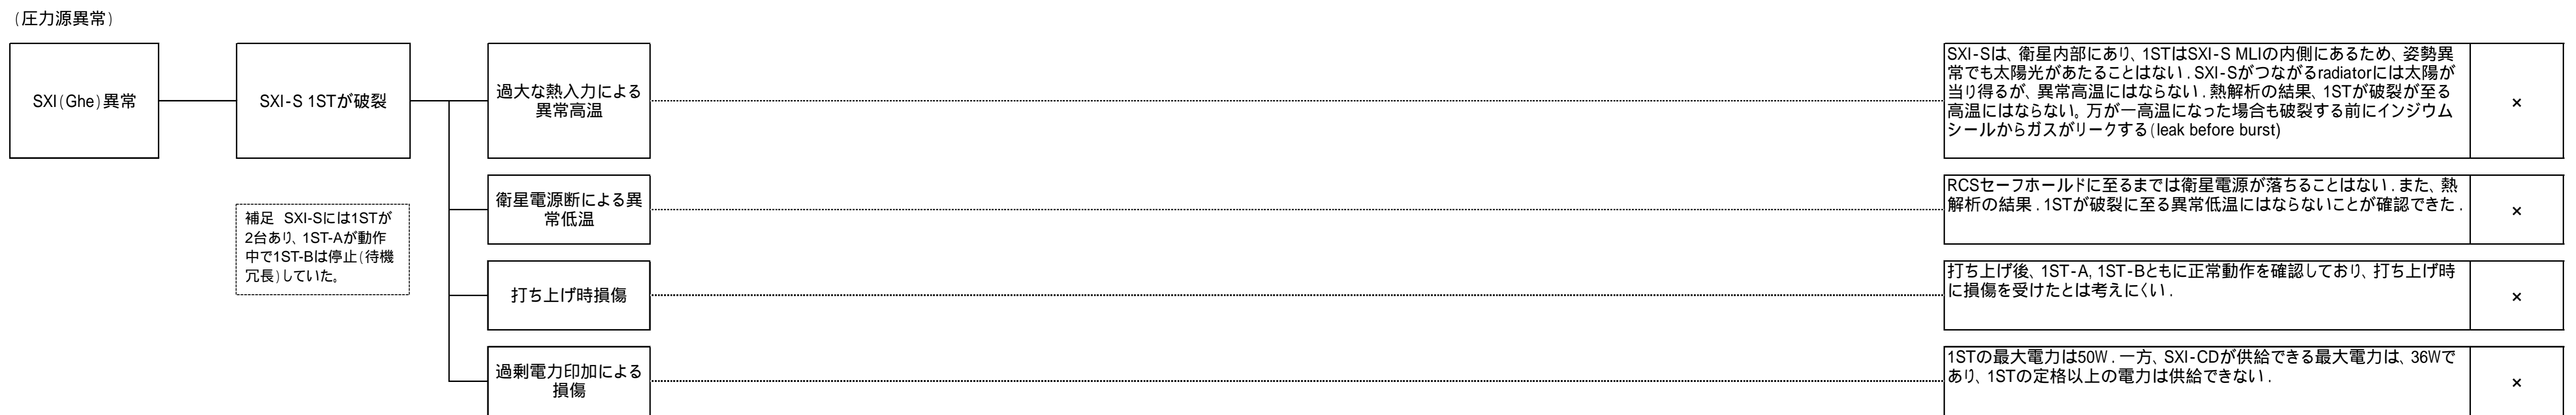 (圧力源異常)
SXI(Ghe)異常
SXI-S 1STが破裂
過大な熱入力による
異常高温
SXI-Sは、衛星内部にあり、1STはSXI-S MLIの内側にあるため、姿勢異
常でも太陽光があたることはない．SXI-Sがつながるradiatorには太陽が
当り得るが、異常高温にはならない．熱解析の結果、1STが破裂が至る
高温にはならない。万が一高温になった場合も破裂する前にインジウム
シールからガスがリークする(leak before burst)
×
補足 SXI-Sには1STが
2台あり、1ST-Aが動作
中で1ST-Bは停止(待機
冗長)していた。
衛星電源断による異
常低温
RCSセーフホールドに至るまでは衛星電源が落ちることはない．また、熱
解析の結果．1STが破裂に至る異常低温にはならないことが確認できた．
×
打ち上げ時損傷
打ち上げ後、1ST-A, 1ST-Bともに正常動作を確認しており、打ち上げ時
に損傷を受けたとは考えにくい．
×
過剰電力印加による
損傷
1STの最大電力は50W．一方、SXI-CDが供給できる最大電力は、36Wで
あり、1STの定格以上の電力は供給できない．
×